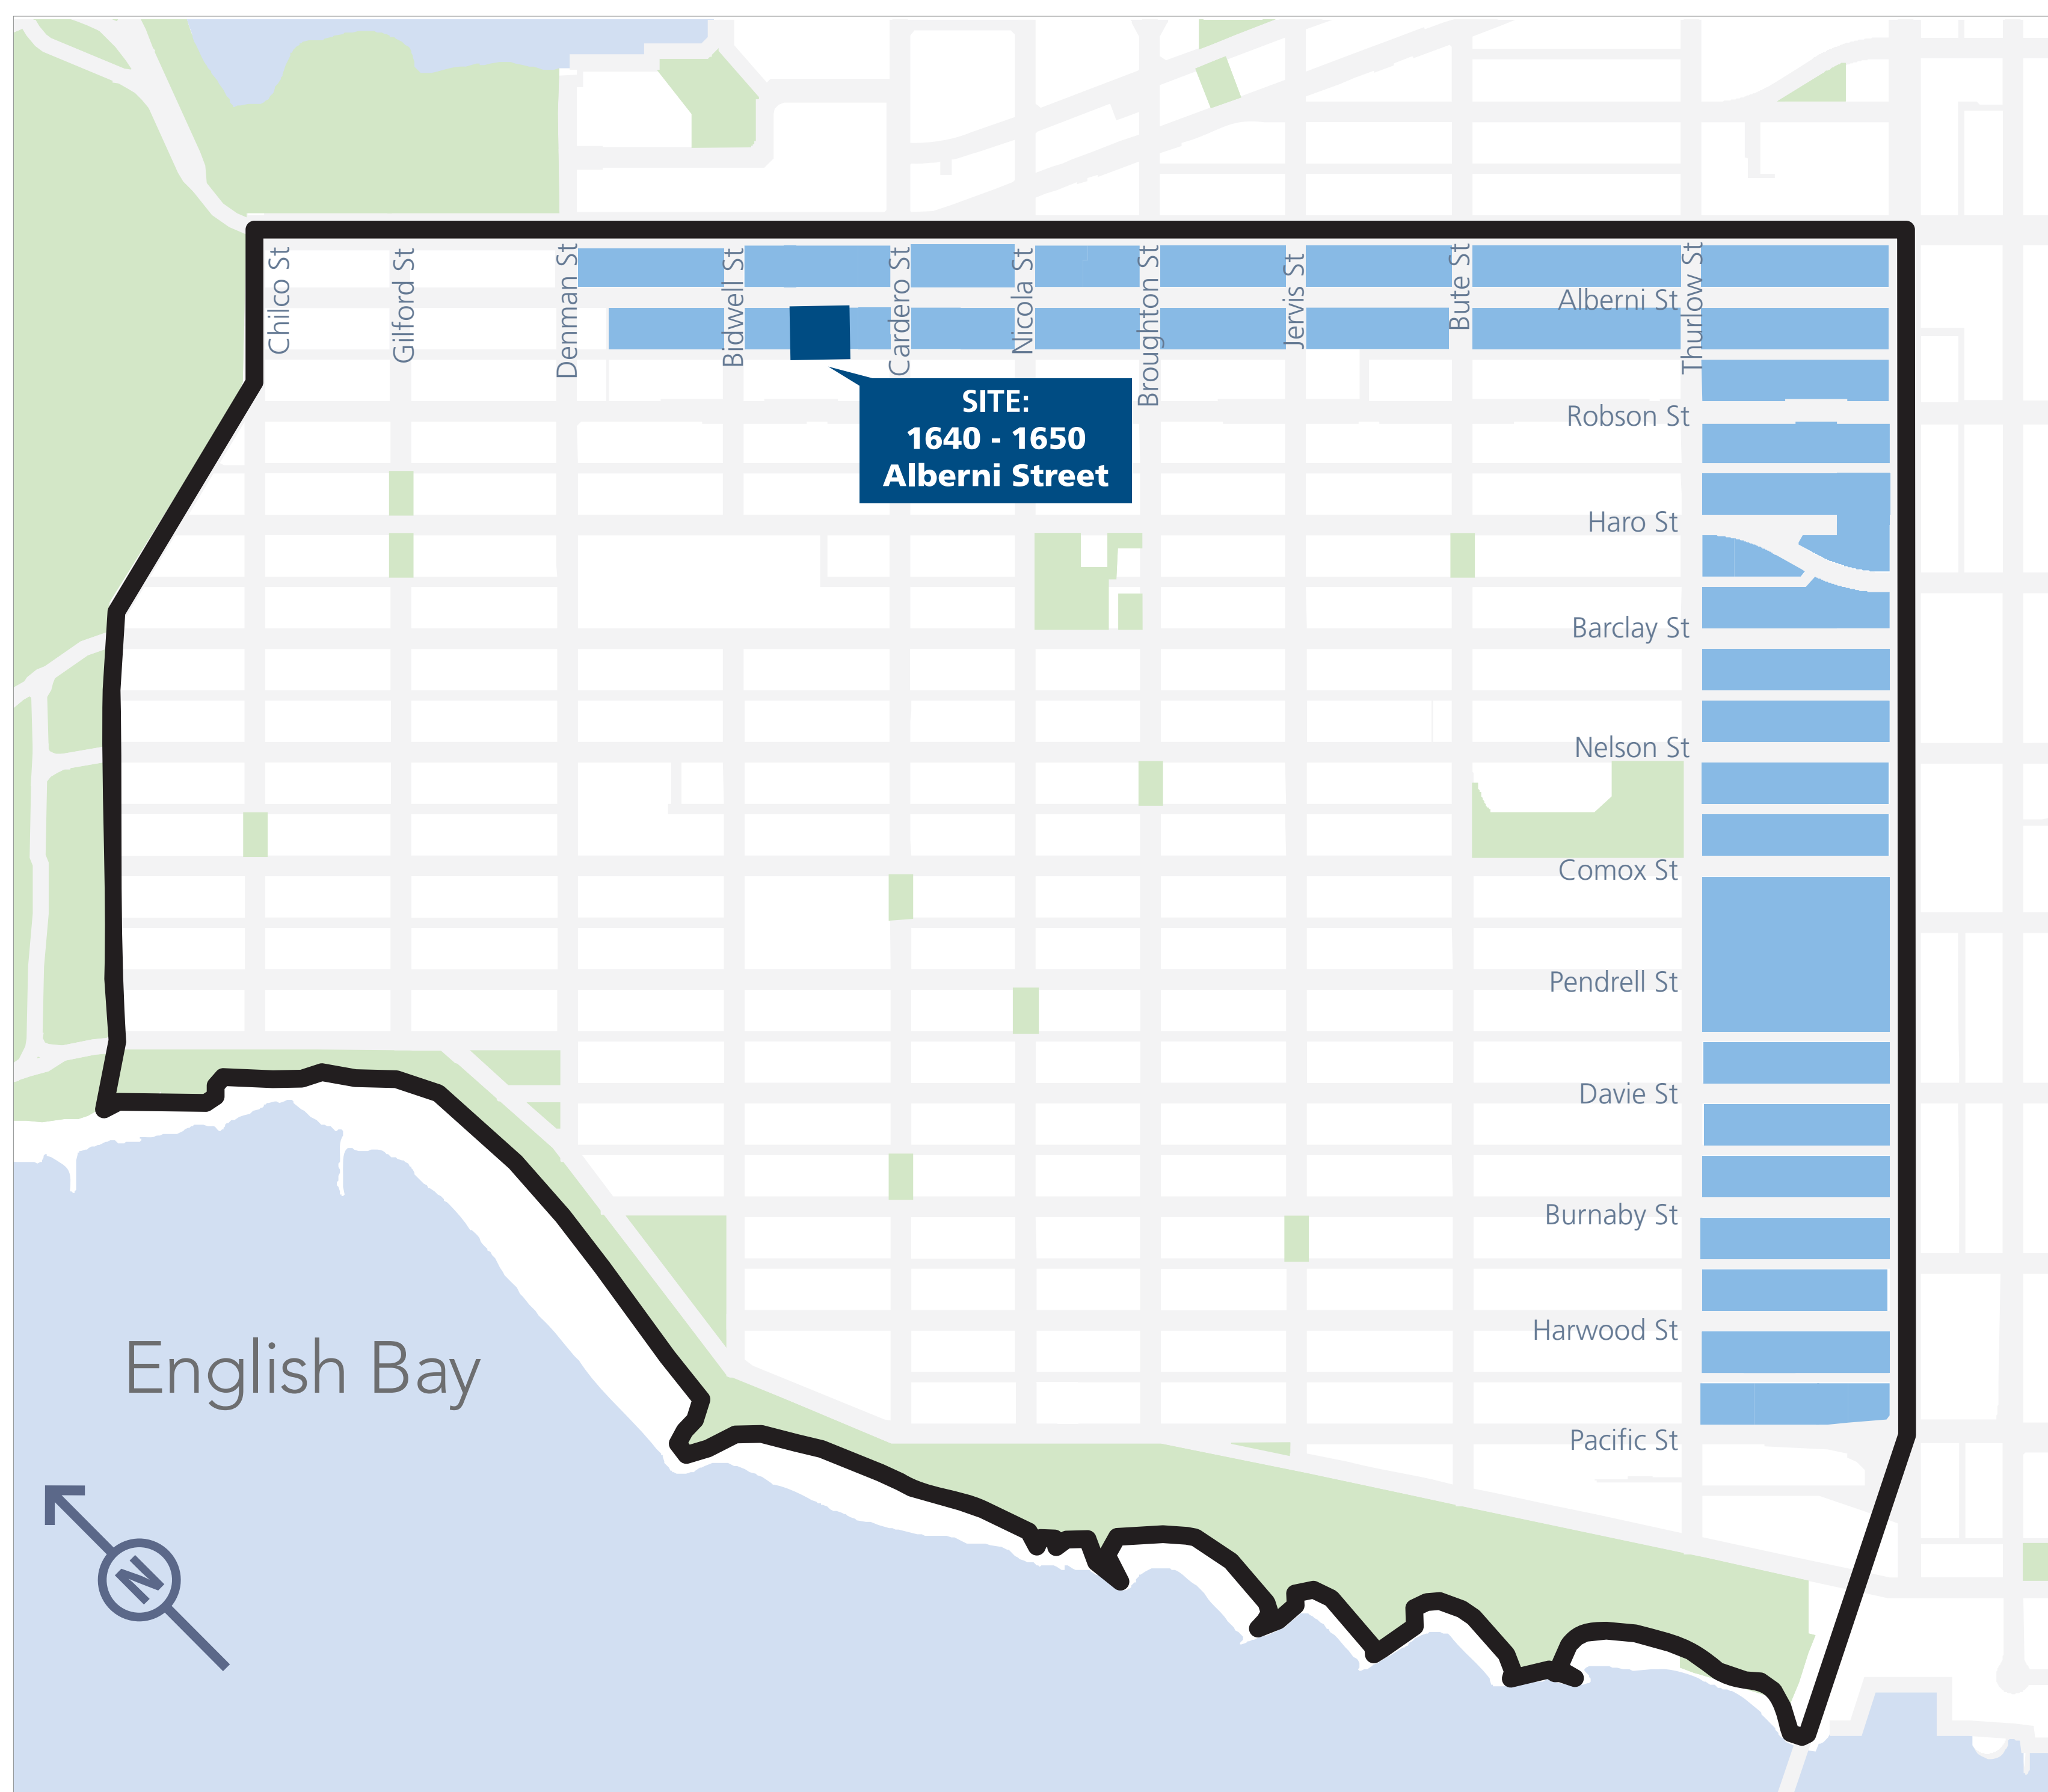 Chilco St
Gilford St
Denman St
Bidwell St
Cardero St
Nicola St
Broughton St
Jervis St
Bute St
Thurlow St
Alberni St
SITE:
1640 - 1650
Alberni Street
Robson St
Haro St
Barclay St
Nelson St
Comox St
Pendrell St
Davie St
Burnaby St
Harwood St
Pacific St
English Bay
N